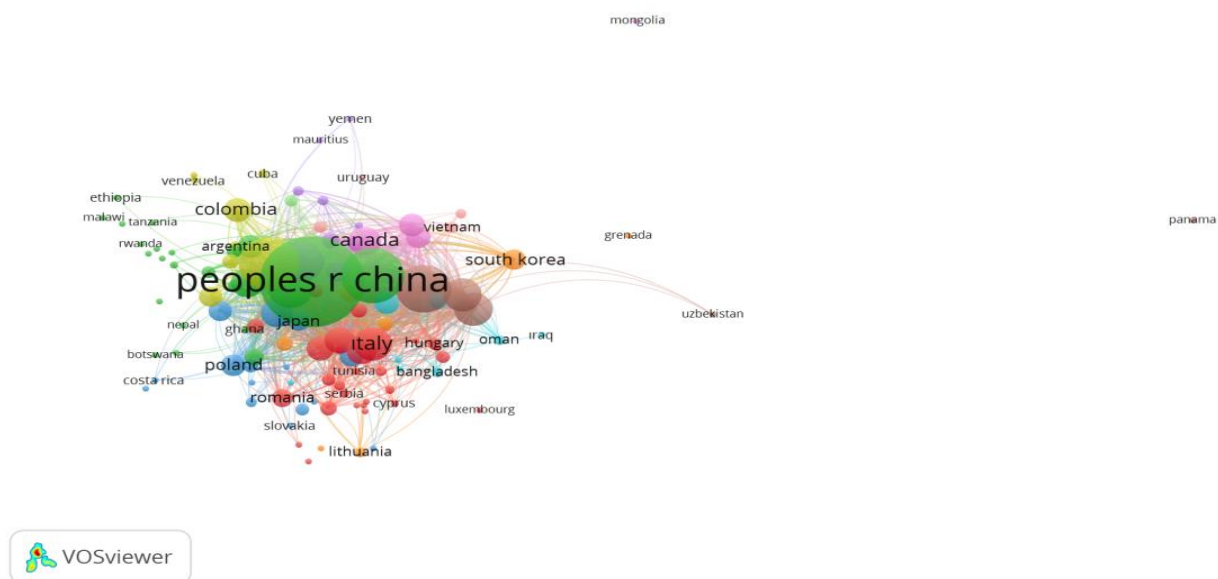 mongolia
yemen
mauritius
cuba
uruguay
venezuela
ethiopia
colombia
malawi
tanzania
panama
vietnam
grenada
canada
rwanda
argentina
south korea
peoples r china
uzbekistan
japan
nepal
ghana
ıraq
oman
ıtaly
hungary
botswana
poland
tunisia
bangladesh
costa rica
romania
serbia
cyprus
luxembourg
slovakia
lithuania
VOSviewer